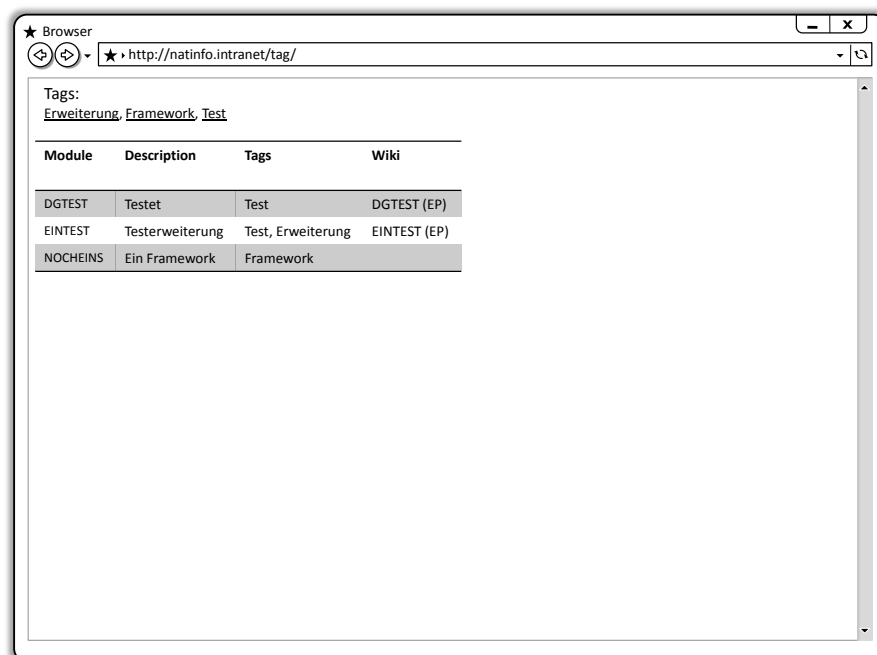 Browser
x
http://natinfo.intranet/tag/
Tags:
Erweiterung, Framework, Test
Module Description Tags Wiki
DGTEST Testet Test DGTEST (EP)
EINTEST Testerweiterung Test, Erweiterung EINTEST (EP)
NOCHEINS Ein Framework Framework